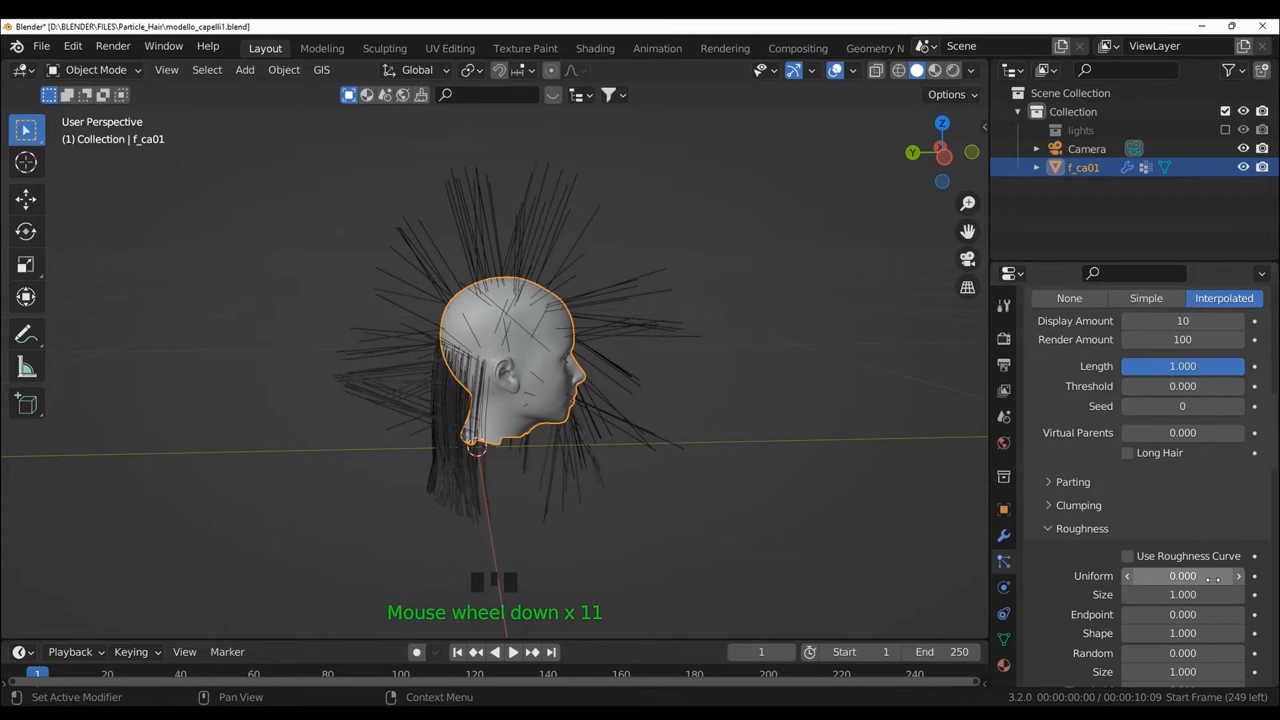 Blender* [D:\BLENDER\FILES\Particle_Hair\modello_capelli1.blend]
File Edit Render Window Help Layout Modeling Sculpting UV Editing Texture Paint Shading Animation Rendering Compositing Geometry N Scene ViewLayer
Object Mode View Select Add Object GIS Global
Options
User Perspective
(1) Collection | f_ca01
Z
Y
Scene Collection
Collection
lights
Camera
f_ca01
None Simple Interpolated
Display Amount 10
Render Amount 100
Length 1.000
Threshold 0.000
Seed 0
Virtual Parents 0.000
Long Hair
Parting
Clumping
Roughness
Use Roughness Curve
Uniform 0.000
Size 1.000
Endpoint 0.000
Shape 1.000
Random 0.000
Size 1.000
Mouse wheel down x 11
Playback Keying View Marker 1 Start 1 End 250
1 20 40 60 80 100 120 140 160 180 200 220 240
Set Active Modifier Pan View Context Menu 3.2.0 00:00:00:00 / 00:00:10:09 Start Frame (249 left)